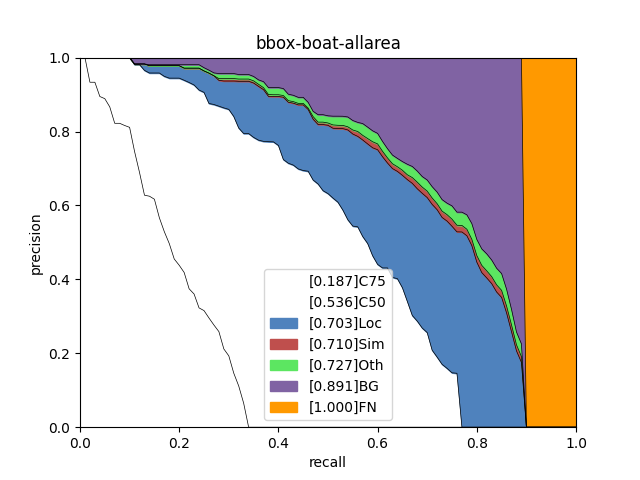 bbox-boat-allarea
1.0
0.8
0.6
0.4
0.2
0.0
precision
[0.187]C75
[0.536]C50
[0.703]Loc
[0.710]Sim
[0.727]Oth
[0.891]BG
[1.000]FN
0.0 0.2 0.4 0.6 0.8 1.0
recall